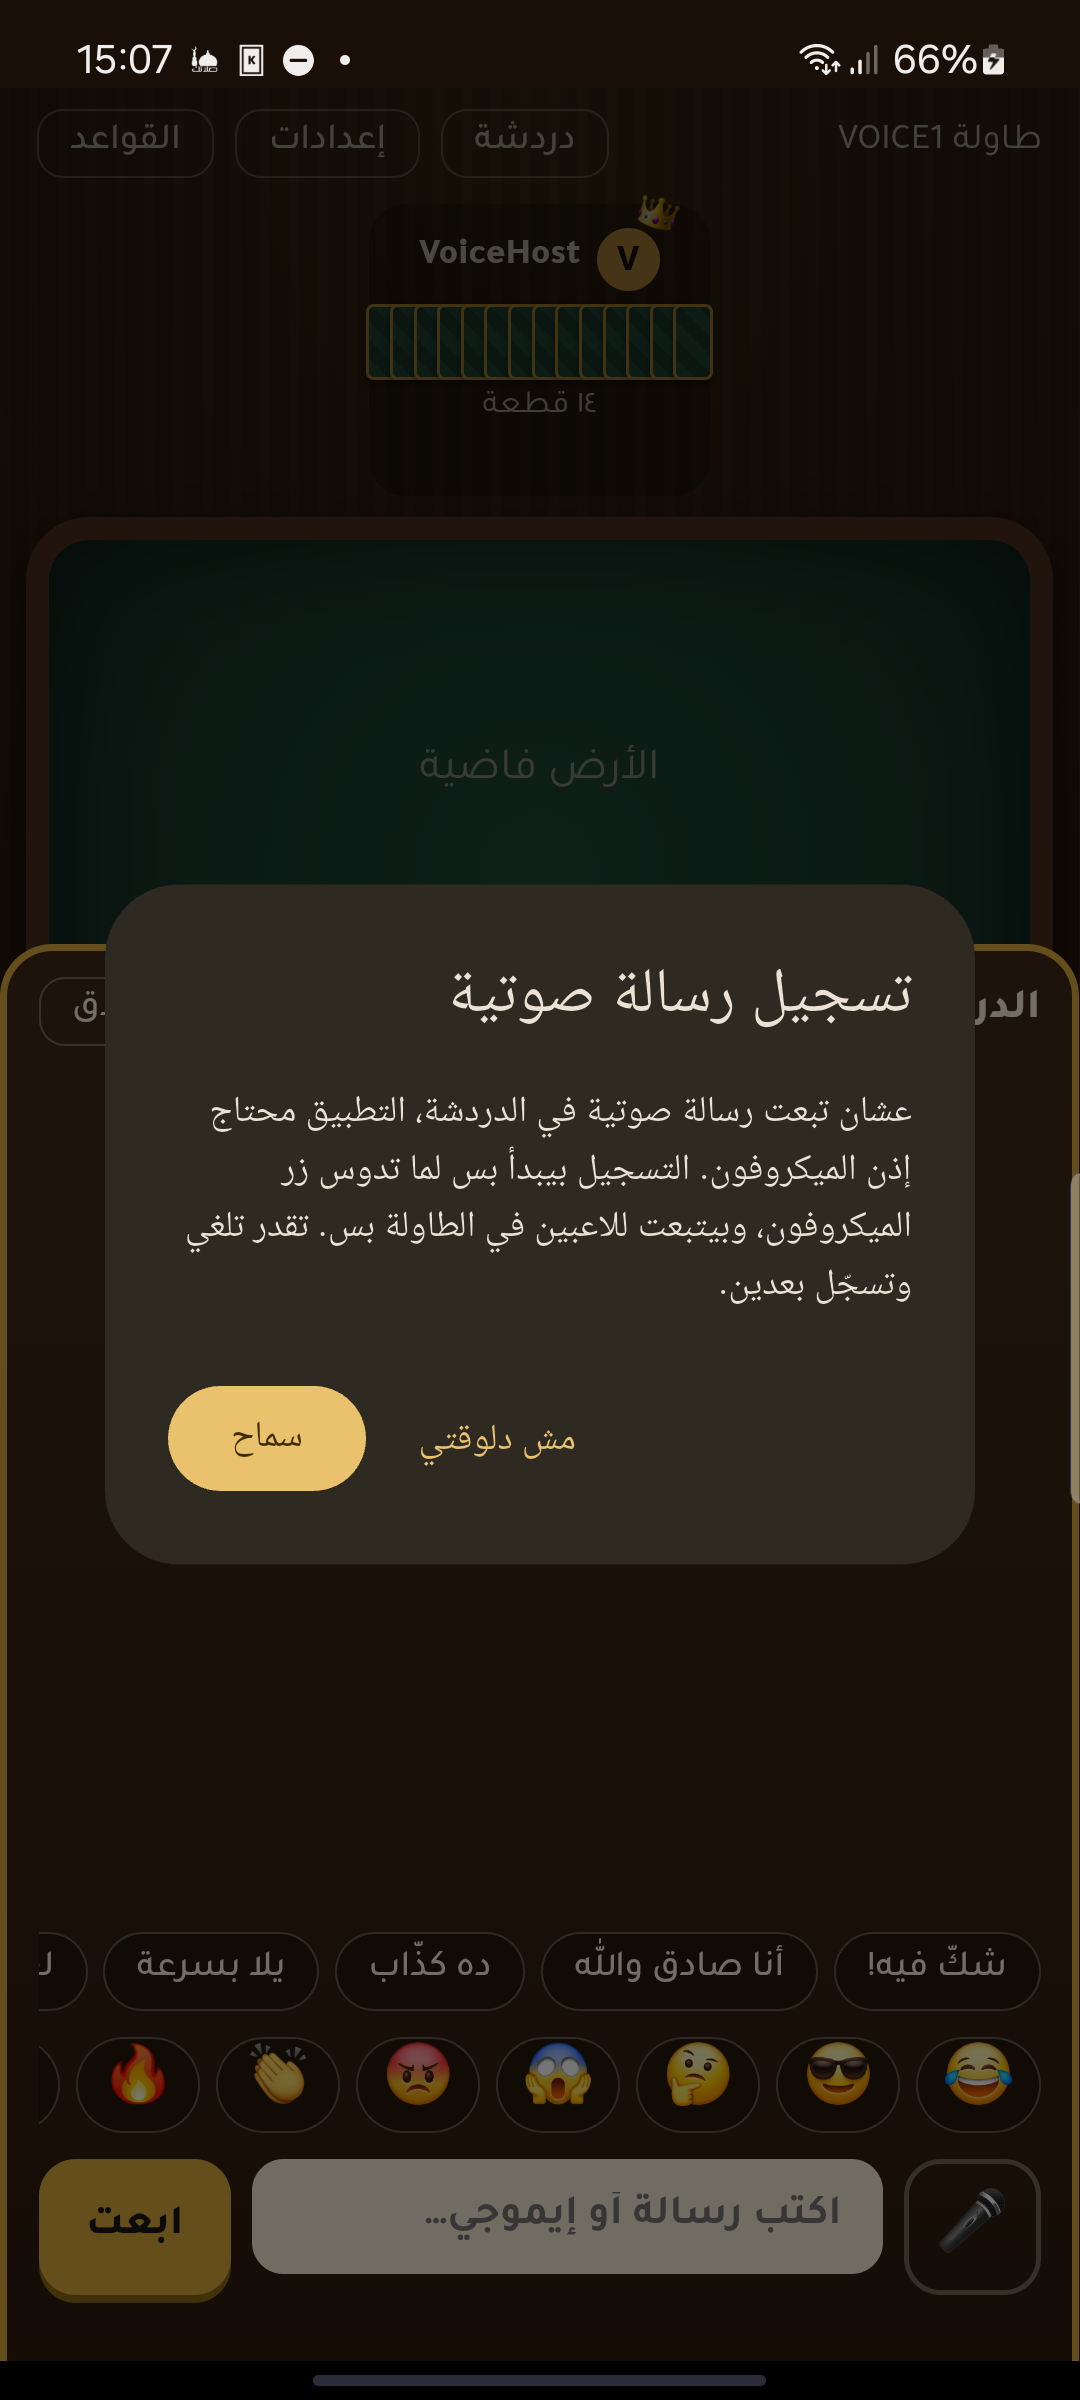 15:07
66%
طاولة VOICE1
دردشة
إعدادات
القواعد
VoiceHost
V
١٤ قطعة
الأرض فاضية
تسجيل رسالة صوتية
عشان تبعت رسالة صوتية في الدردشة، التطبيق محتاج
إذن الميكروفون. التسجيل بيبدأ بس لما تدوس زر
الميكروفون، وبيتبعت للاعبين في الطاولة بس. تقدر تلغي
وتسجّل بعدين.
مش دلوقتي
سماح
شكّ فيه!
أنا صادق والله
ده كذّاب
يلا بسرعة
اكتب رسالة أو إيموجي...
ابعت